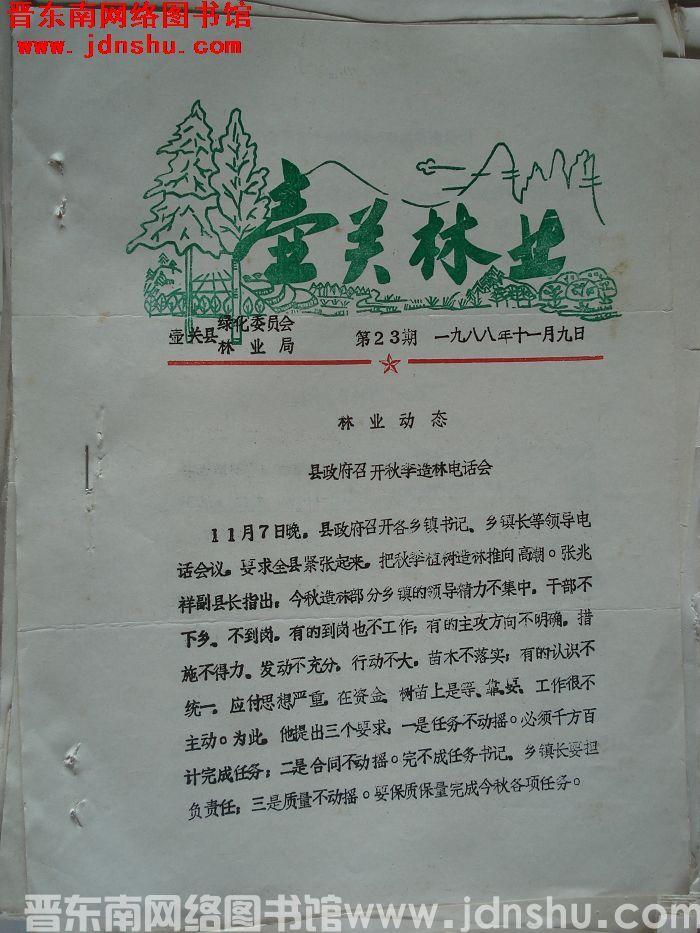 晋东南网络图书馆
www.jdnshu.com
壶关林业
壶关县 绿化委员会 第23期 一九八八年十一月九日
林业局
林业动态
县政府召开秋季造林电话会
11月7日晚，县政府召开各乡镇书记、乡镇长等领导电
话会议，要求全县紧张起来，把秋季植树造林推向高潮。张兆
祥副县长指出：今秋造林部分乡镇的领导精力不集中，干部不
下乡、不到岗，有的到岗也不工作；有的主攻方向不明确，措
施不得力、发动不充分，行动不大，苗木不落实；有的认识不
统一，应付思想严重，在资金、树苗上是等、靠、要，工作很不
主动。为此，他提出三个要求：一是任务不动摇。必须千方百
计完成任务；二是合同不动摇。完不成任务书记，乡镇长要担
负责任；三是质量不动摇。要保质保量完成今秋各项任务。
晋东南网络图书馆www.jdnshu.com